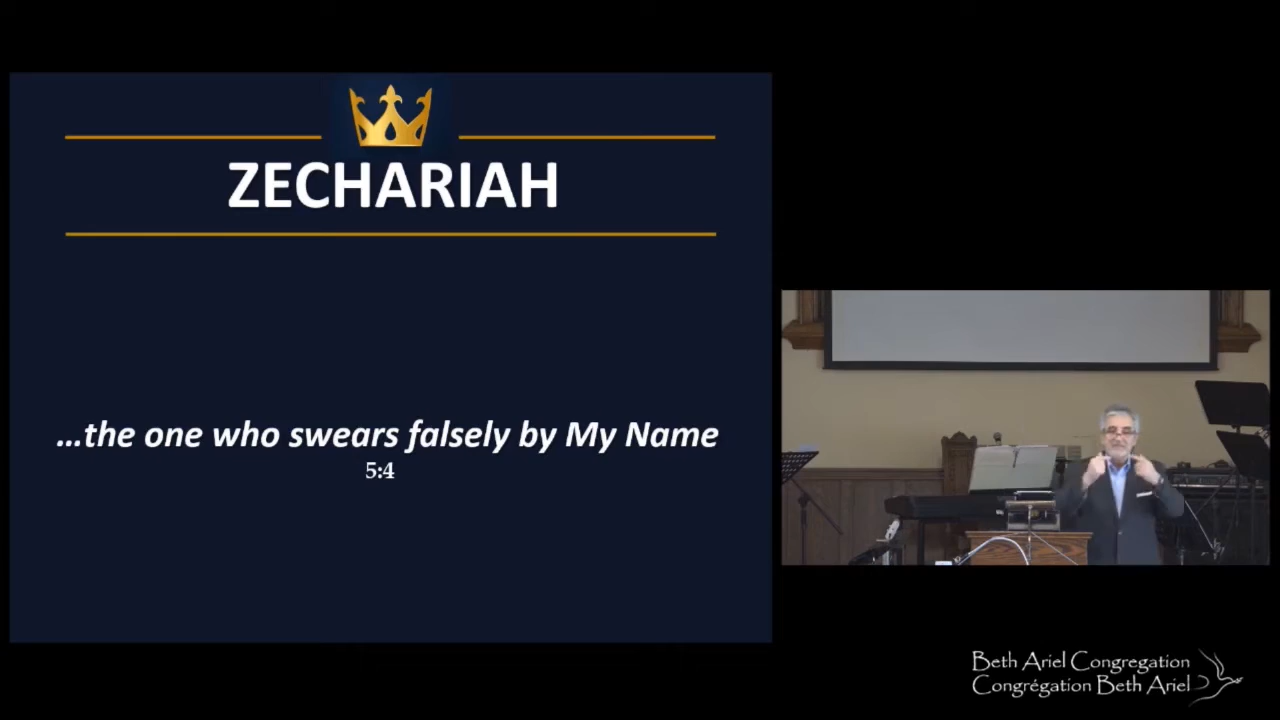 ZECHARIAH
...the one who swears falsely by My Name
5:4
Beth Ariel Congregation
Congrégation Beth Ariel